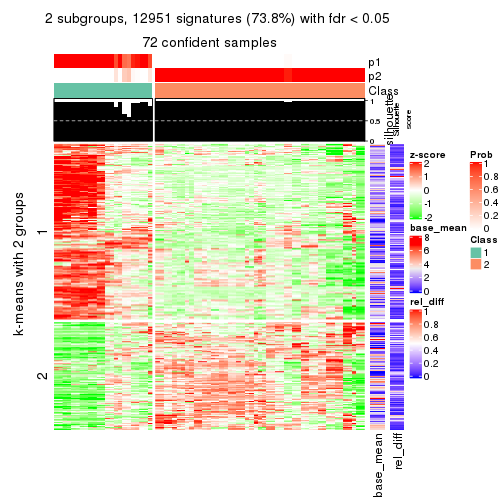 2 subgroups, 12951 signatures (73.8%) with fdr < 0.05
72 confident samples
p1
p2
Class
1
0.5
0
silhouette
Silhouette
score
k-means with 2 groups
1
2
z-score
2
1
0
-1
-2
base_mean
8
6
4
2
0
rel_diff
1
0.8
0.6
0.4
0.2
0
Prob
1
0.8
0.6
0.4
0.2
0
Class
1
2
base_mean
rel_diff